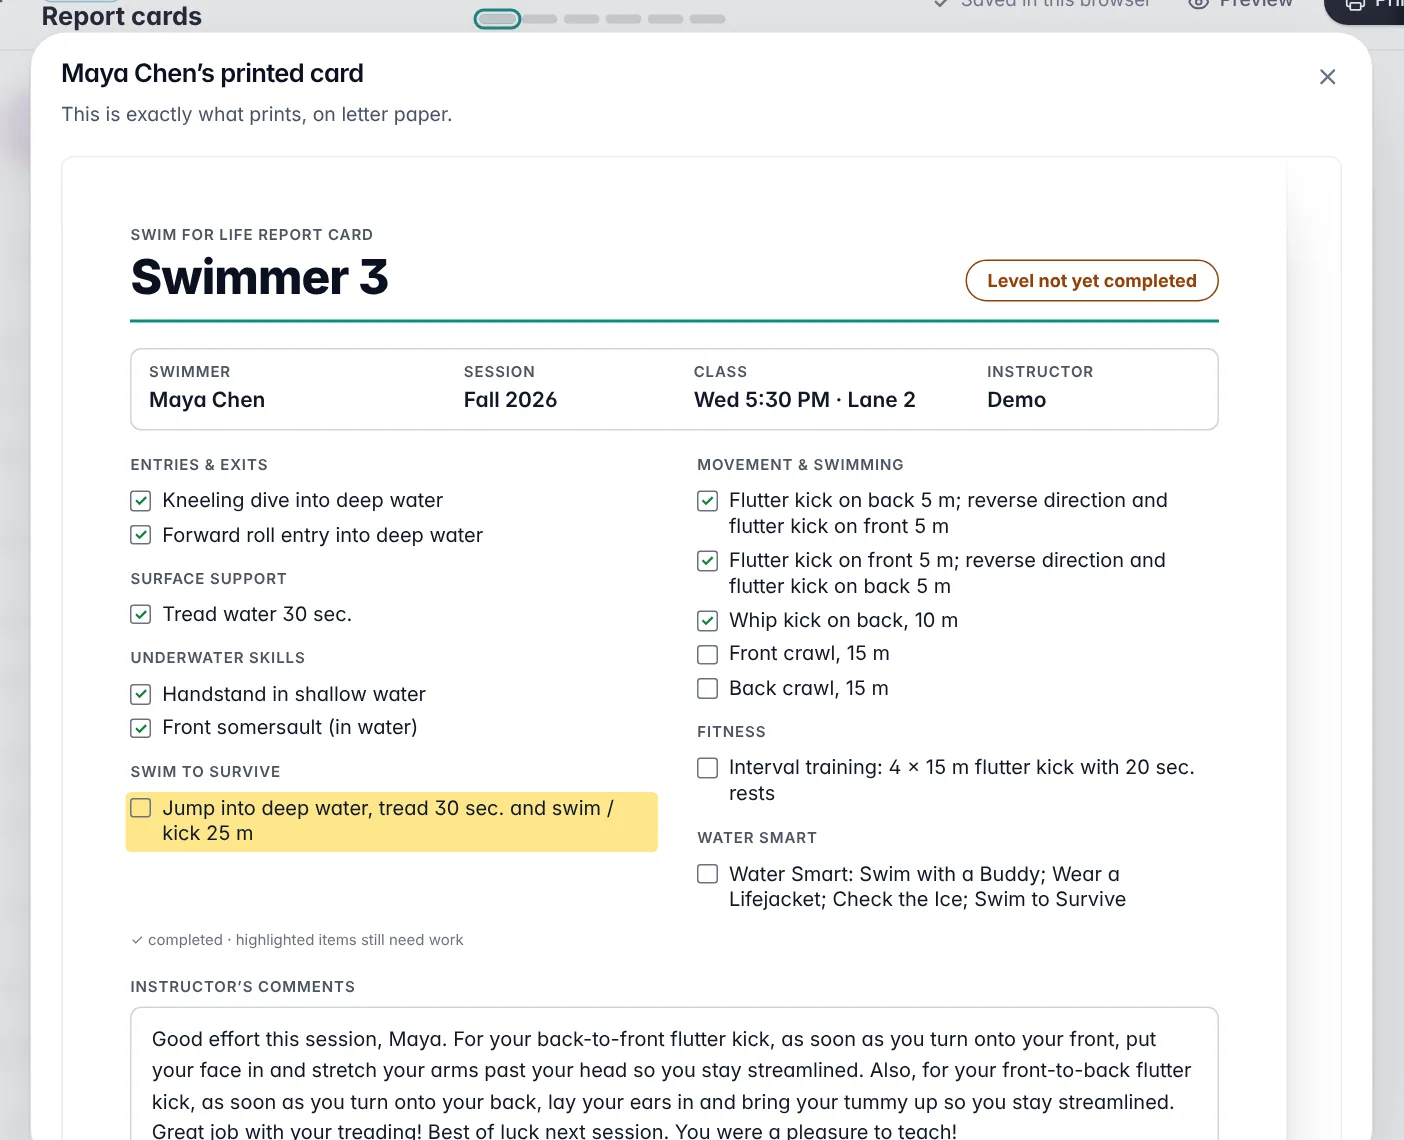 Report cards
Saved in this browser
Preview
Maya Chen’s printed card
This is exactly what prints, on letter paper.
SWIM FOR LIFE REPORT CARD
Swimmer 3
Level not yet completed
SWIMMER
Maya Chen
SESSION
Fall 2026
CLASS
Wed 5:30 PM · Lane 2
INSTRUCTOR
Demo
ENTRIES & EXITS
Kneeling dive into deep water
Forward roll entry into deep water
SURFACE SUPPORT
Tread water 30 sec.
UNDERWATER SKILLS
Handstand in shallow water
Front somersault (in water)
SWIM TO SURVIVE
Jump into deep water, tread 30 sec. and swim /
kick 25 m
MOVEMENT & SWIMMING
Flutter kick on back 5 m; reverse direction and
flutter kick on front 5 m
Flutter kick on front 5 m; reverse direction and
flutter kick on back 5 m
Whip kick on back, 10 m
Front crawl, 15 m
Back crawl, 15 m
FITNESS
Interval training: 4 × 15 m flutter kick with 20 sec.
rests
WATER SMART
Water Smart: Swim with a Buddy; Wear a
Lifejacket; Check the Ice; Swim to Survive
✓ completed · highlighted items still need work
INSTRUCTOR’S COMMENTS
Good effort this session, Maya. For your back-to-front flutter kick, as soon as you turn onto your front, put
your face in and stretch your arms past your head so you stay streamlined. Also, for your front-to-back flutter
kick, as soon as you turn onto your back, lay your ears in and bring your tummy up so you stay streamlined.
Great job with your treading! Best of luck next session. You were a pleasure to teach!